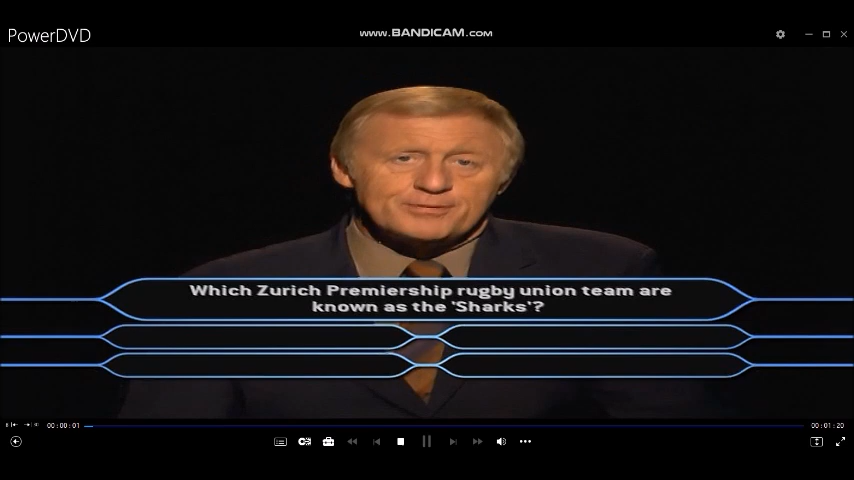 PowerDVD
www.BANDICAM.com
Which Zurich Premiership rugby union team are
known as the 'Sharks'?
00:00:01
00:01:20